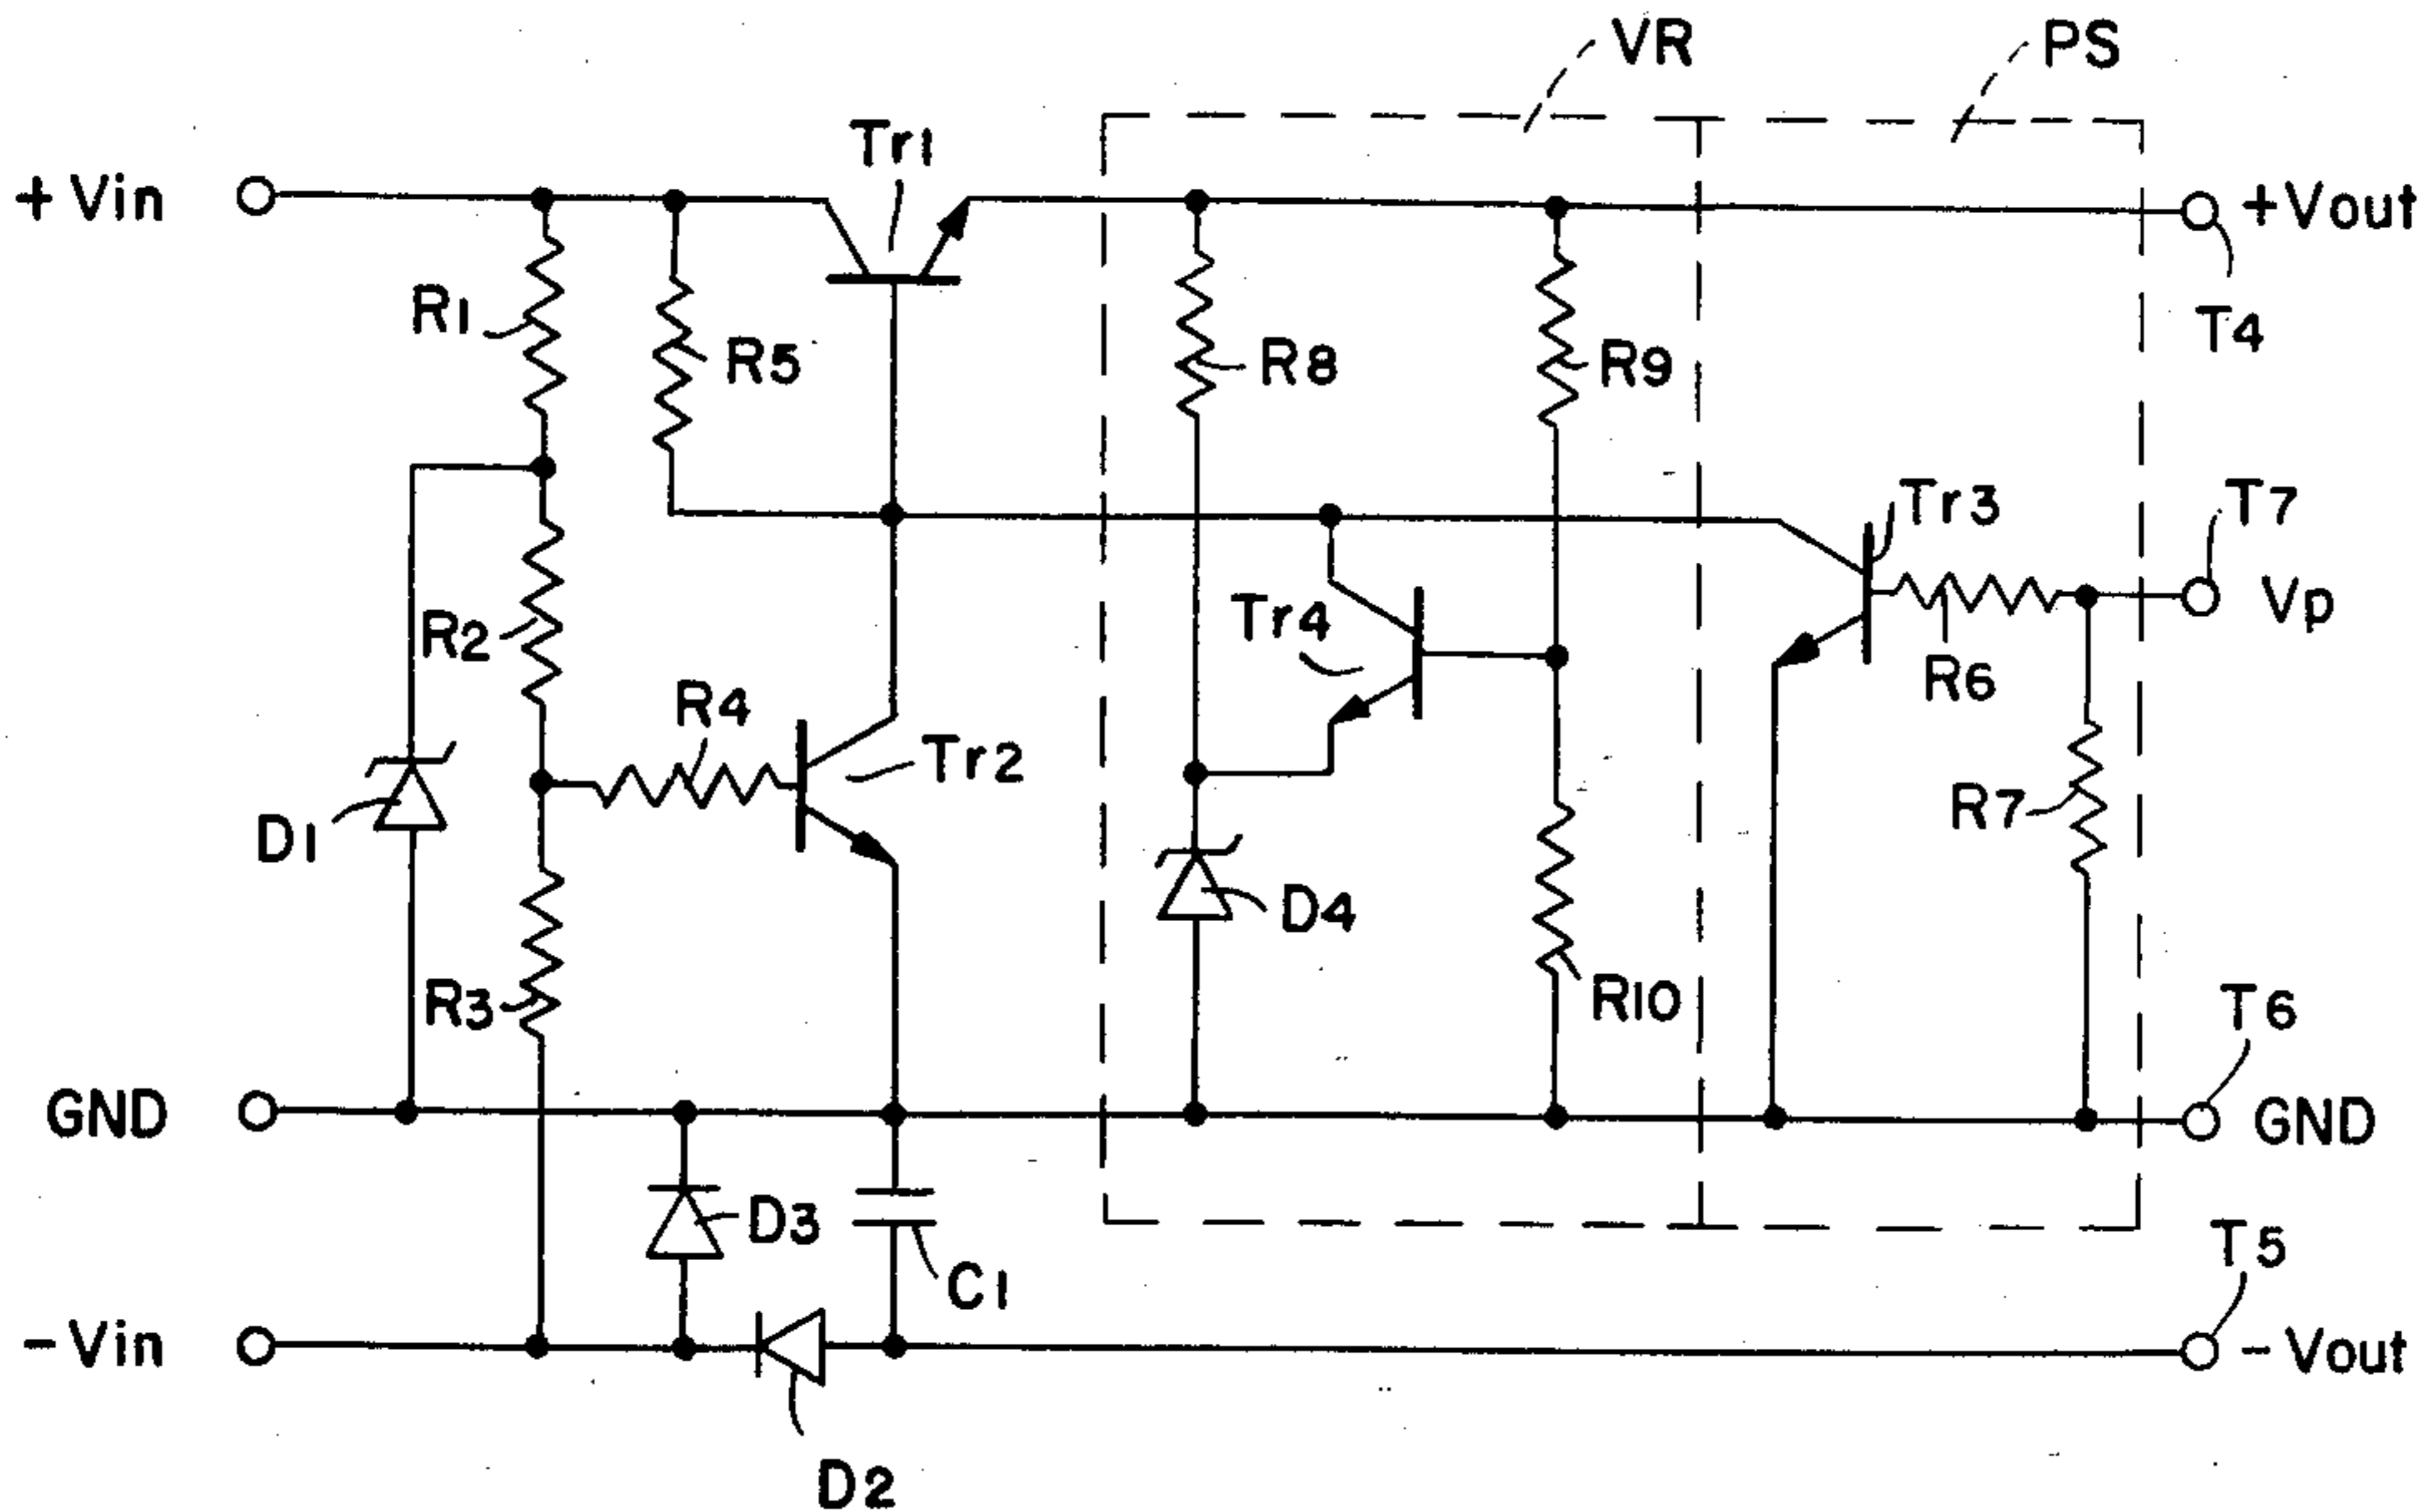 VR
PS
Tr1
+Vin
+Vout
R1
R5
R8
R9
T4
Tr3
T7
Vp
R2
R4
Tr4
R6
Tr2
R7
D1
D4
R3
R10
T6
GND
GND
D3
C1
T5
-Vin
-Vout
D2